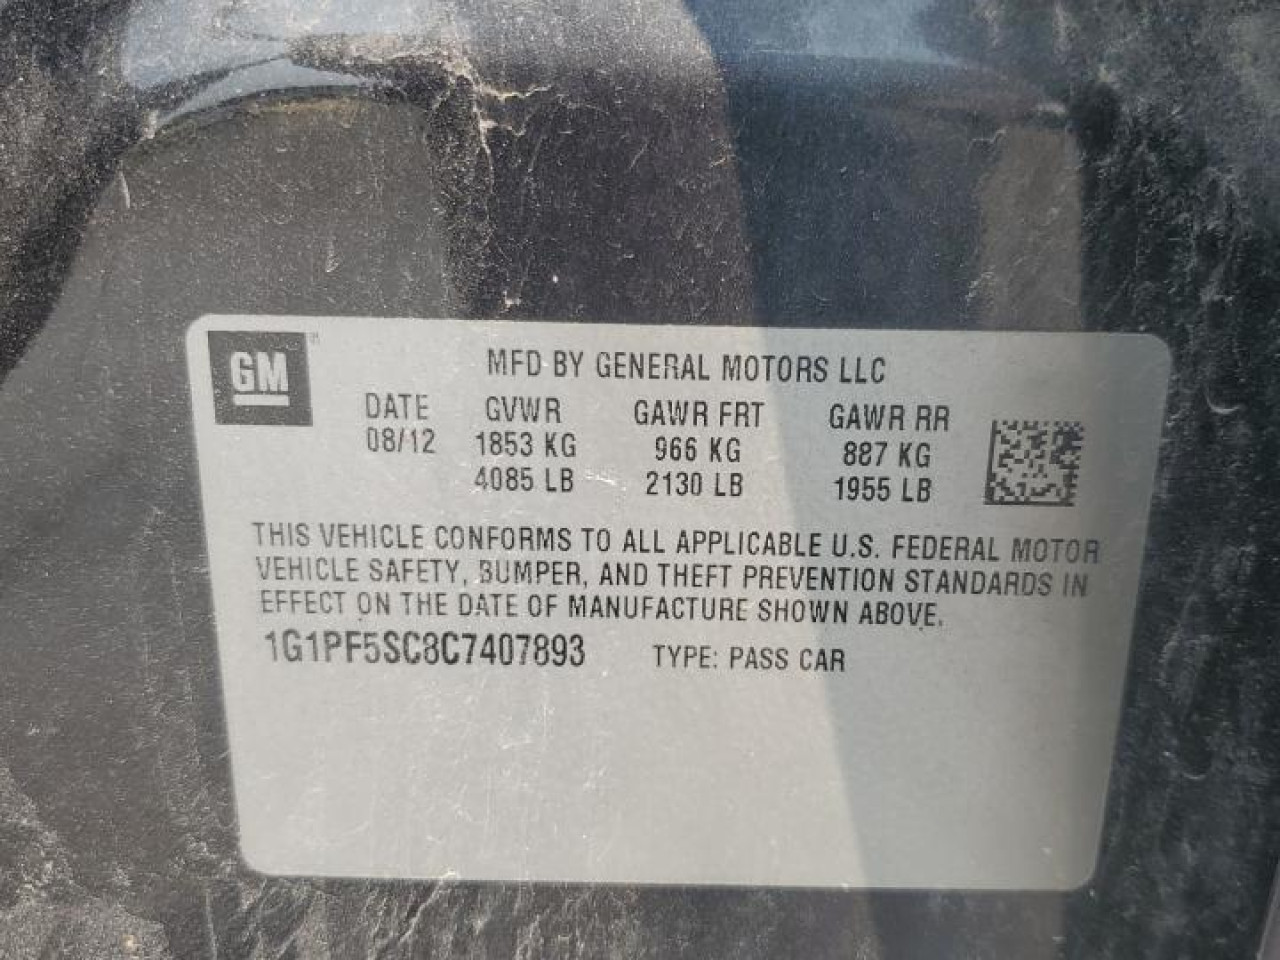 GM
MFD BY GENERAL MOTORS LLC
DATE GVWR GAWR FRT GAWR RR
08/12 1853 KG 966 KG 887 KG
4085 LB 2130 LB 1955 LB
THIS VEHICLE CONFORMS TO ALL APPLICABLE U.S. FEDERAL MOTOR
VEHICLE SAFETY, BUMPER, AND THEFT PREVENTION STANDARDS IN
EFFECT ON THE DATE OF MANUFACTURE SHOWN ABOVE.
1G1PF5SC8C7407893 TYPE: PASS CAR